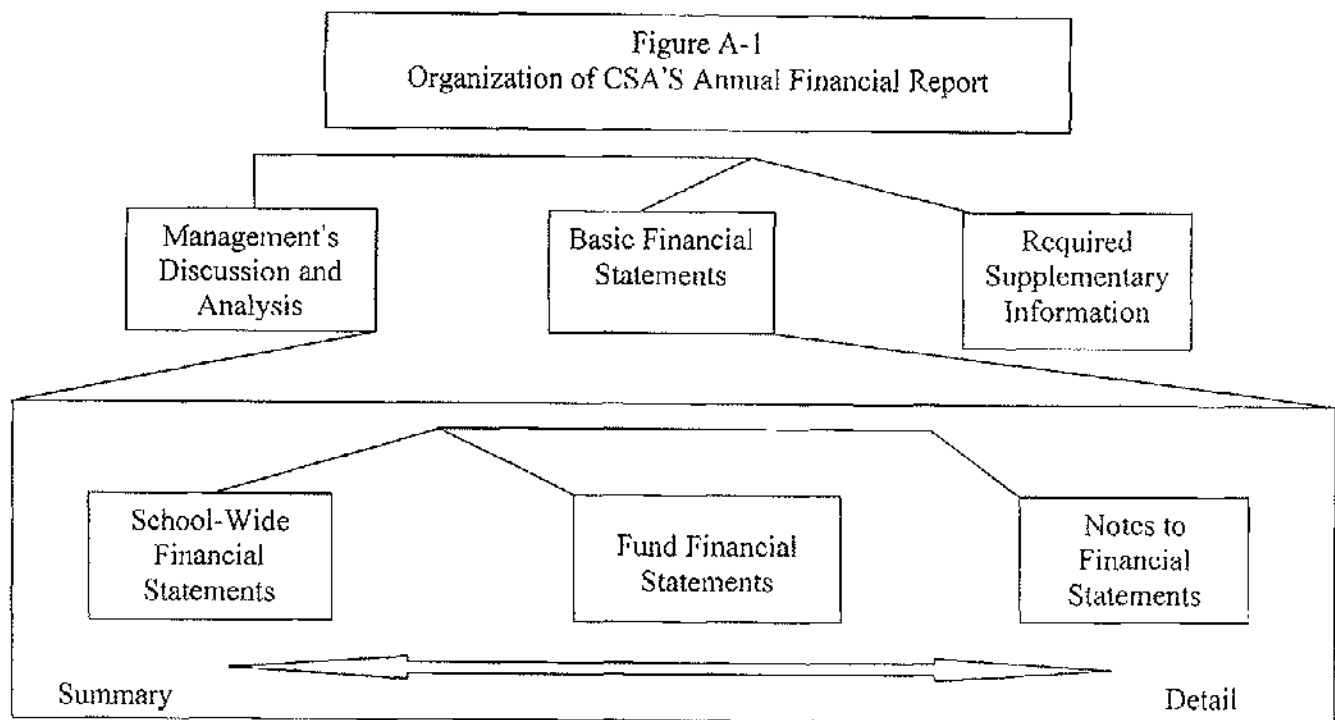 Figure A-1
Organization of CSA'S Annual Financial Report
Management's
Discussion and
Analysis
Basic Financial
Statements
Required
Supplementary
Information
School-Wide
Financial
Statements
Fund Financial
Statements
Notes to
Financial
Statements
Summary
Detail